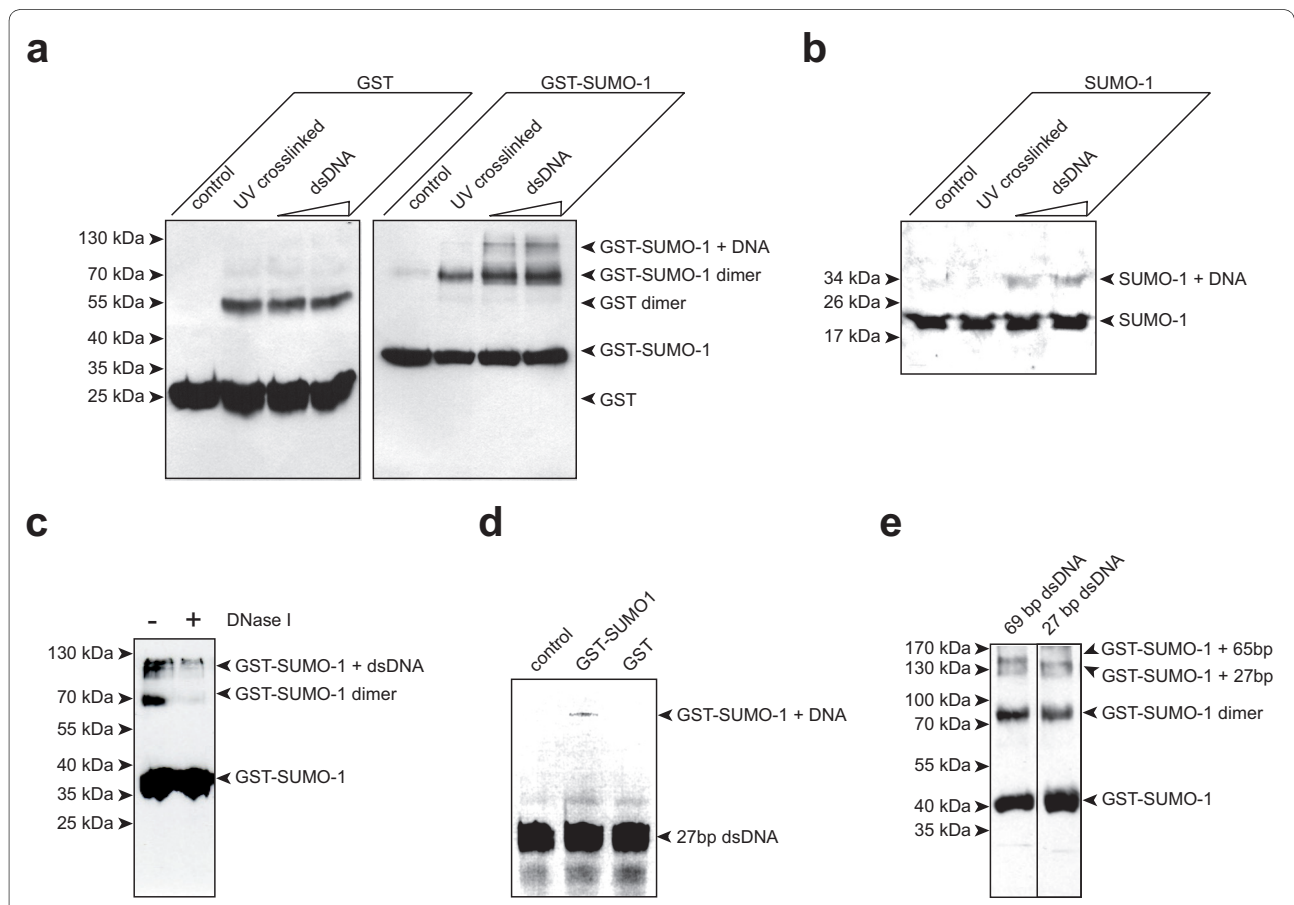 a
GST
GST-SUMO-1
control
UV crosslinked
dsDNA
control
UV crosslinked
dsDNA
130 kDa
70 kDa
55 kDa
40 kDa
35 kDa
25 kDa
GST-SUMO-1 + DNA
GST-SUMO-1 dimer
GST dimer
GST-SUMO-1
GST
b
SUMO-1
control
UV crosslinked
dsDNA
34 kDa
26 kDa
17 kDa
SUMO-1 + DNA
SUMO-1
c
- + DNase I
130 kDa
70 kDa
55 kDa
40 kDa
35 kDa
25 kDa
GST-SUMO-1 + dsDNA
GST-SUMO-1 dimer
GST-SUMO-1
d
control
GST-SUMO1
GST
GST-SUMO-1 + DNA
27bp dsDNA
e
69 bp dsDNA
27 bp dsDNA
170 kDa
130 kDa
100 kDa
70 kDa
55 kDa
40 kDa
35 kDa
GST-SUMO-1 + 65bp
GST-SUMO-1 + 27bp
GST-SUMO-1 dimer
GST-SUMO-1